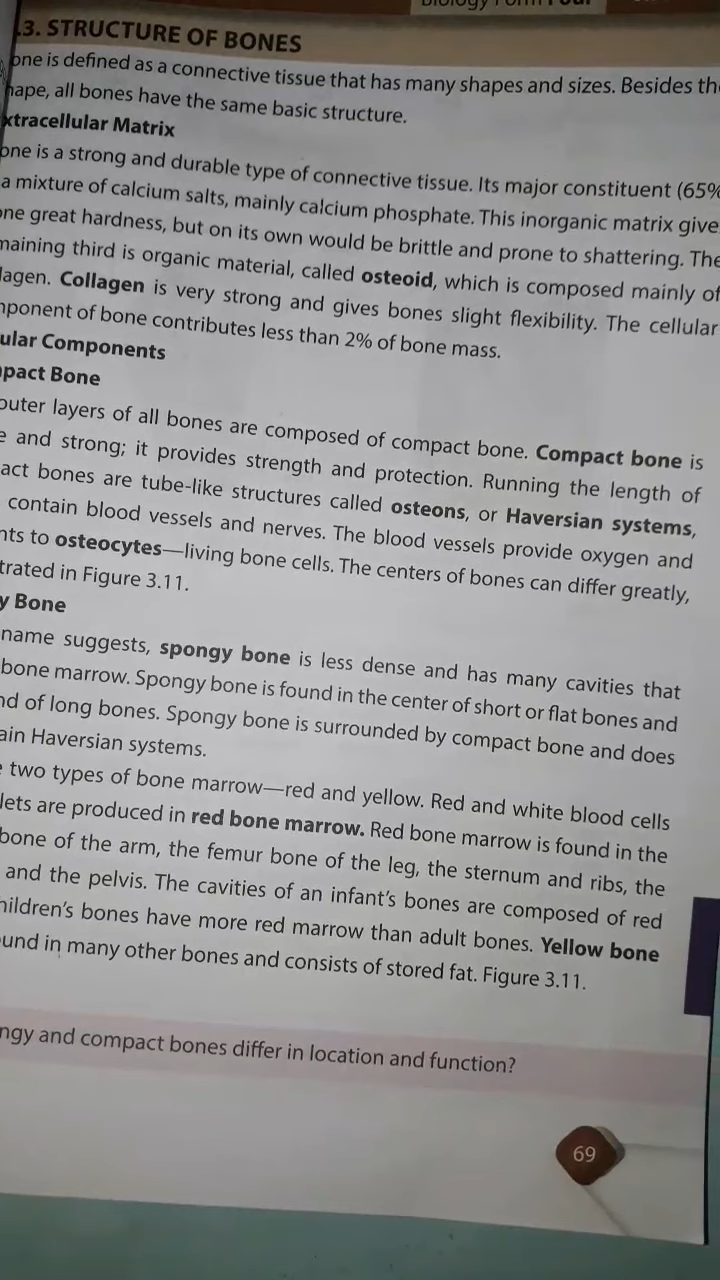 Biology Form Four
.3. STRUCTURE OF BONES
one is defined as a connective tissue that has many shapes and sizes. Besides the
hape, all bones have the same basic structure.
xtracellular Matrix
one is a strong and durable type of connective tissue. Its major constituent (65%
a mixture of calcium salts, mainly calcium phosphate. This inorganic matrix give
one great hardness, but on its own would be brittle and prone to shattering. The
maining third is organic material, called osteoid, which is composed mainly of
lagen. Collagen is very strong and gives bones slight flexibility. The cellular
mponent of bone contributes less than 2% of bone mass.
ular Components
pact Bone
outer layers of all bones are composed of compact bone. Compact bone is
e and strong; it provides strength and protection. Running the length of
act bones are tube-like structures called osteons, or Haversian systems,
contain blood vessels and nerves. The blood vessels provide oxygen and
nts to osteocytes—living bone cells. The centers of bones can differ greatly,
trated in Figure 3.11.
y Bone
name suggests, spongy bone is less dense and has many cavities that
bone marrow. Spongy bone is found in the center of short or flat bones and
nd of long bones. Spongy bone is surrounded by compact bone and does
ain Haversian systems.
e two types of bone marrow—red and yellow. Red and white blood cells
lets are produced in red bone marrow. Red bone marrow is found in the
bone of the arm, the femur bone of the leg, the sternum and ribs, the
and the pelvis. The cavities of an infant's bones are composed of red
hildren's bones have more red marrow than adult bones. Yellow bone
und in many other bones and consists of stored fat. Figure 3.11.
ngy and compact bones differ in location and function?
69